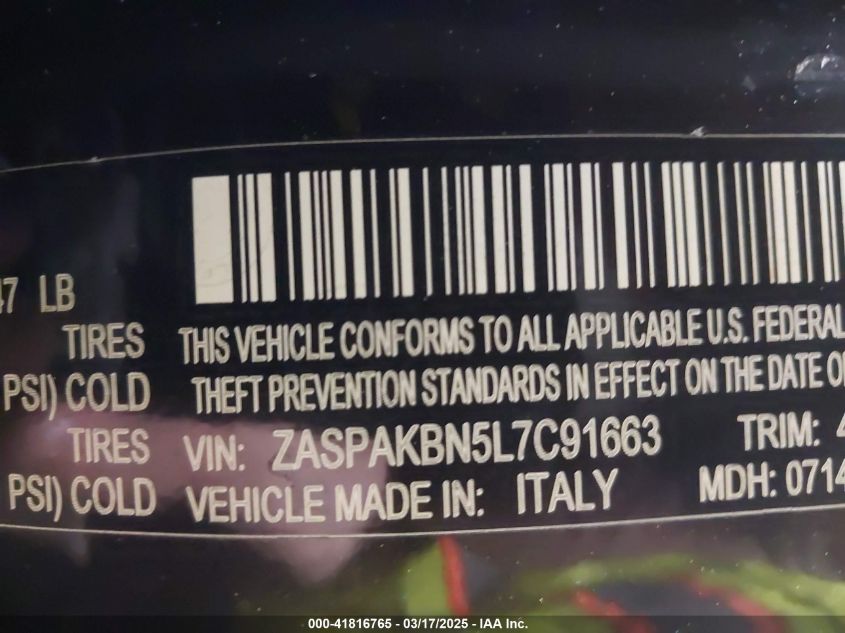 47 LB
TIRES
PSI) COLD
TIRES
PSI) COLD
THIS VEHICLE CONFORMS TO ALL APPLICABLE U.S. FEDERAL
THEFT PREVENTION STANDARDS IN EFFECT ON THE DATE
VIN: ZASPAKBN5L7C91663 TRIM: 4
VEHICLE MADE IN: ITALY MDH: 0714
000-41816765 — 03/17/2025 — IAA Inc.